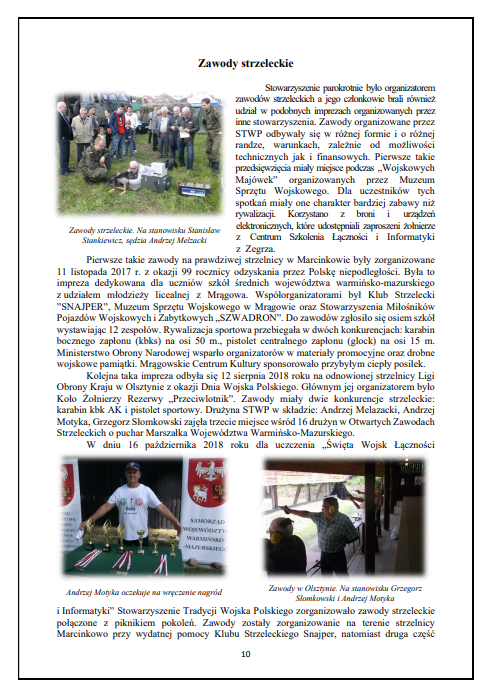 Zawody strzeleckie
Stowarzyszenie parokrotnie było organizatorem
zawodów strzeleckich a jego członkowie brali również
udział w podobnych imprezach organizowanych przez
inne stowarzyszenia. Zawody organizowane przez
STWP odbywały się w różnej formie i o różnej
randze, warunkach, zależnie od możliwości
technicznych jak i finansowych. Pierwsze takie
przedsięwzięcia miały miejsce podczas „Wojskowych
Majówek” organizowanych przez Muzeum
Sprzętu Wojskowego. Dla uczestników tych
spotkań miały one charakter bardziej zabawy niż
rywalizacji. Korzystano z broni i urządzeń
elektronicznych, które udostępniali zaproszeni żołnierze
z Centrum Szkolenia Łączności i Informatyki
z Zegrza.
Zawody strzeleckie. Na stanowisku Stanisław
Stankiewicz, sędzia Andrzej Melzacki
Pierwsze takie zawody na prawdziwej strzelnicy w Marcinkowie były zorganizowane
11 listopada 2017 r. z okazji 99 rocznicy odzyskania przez Polskę niepodległości. Była to
impreza dedykowana dla uczniów szkół średnich województwa warmińsko-mazurskiego
z udziałem młodzieży licealnej z Mrągowa. Współorganizatorami był Klub Strzelecki
”SNAJPER”, Muzeum Sprzętu Wojskowego w Mrągowie oraz Stowarzyszenie Miłośników
Pojazdów Wojskowych i Zabytkowych „SZWADRON”. Do zawodów zgłosiło się osiem szkół
wystawiając 12 zespołów. Rywalizacja sportowa przebiegała w dwóch konkurencjach: karabin
bocznego zapłonu (kbks) na osi 50 m., pistolet centralnego zapłonu (glock) na osi 15 m.
Ministerstwo Obrony Narodowej wsparło organizatorów w materiały promocyjne oraz drobne
wojskowe pamiątki. Mrągowskie Centrum Kultury sponsorowało przybyłym ciepły posiłek.
Kolejna taka impreza odbyła się 12 sierpnia 2018 roku na odnowionej strzelnicy Ligi
Obrony Kraju w Olsztynie z okazji Dnia Wojska Polskiego. Głównym jej organizatorem było
Koło Żołnierzy Rezerwy „Przeciwlotnik”. Zawody miały dwie konkurencje strzeleckie:
karabin kbk AK i pistolet sportowy. Drużyna STWP w składzie: Andrzej Melazacki, Andrzej
Motyka, Grzegorz Słomkowski zajęła trzecie miejsce wśród 16 drużyn w Otwartych Zawodach
Strzeleckich o puchar Marszałka Województwa Warmińsko-Mazurskiego.
W dniu 16 października 2018 roku dla uczczenia „Święta Wojsk Łączności
SAMORZĄD
WOJEWÓDZTWA
WARMIŃSKO-
MAZURSKIEGO
Andrzej Motyka oczekuje na wręczenie nagród
Zawody w Olsztynie. Na stanowisku Grzegorz
Słomkowski i Andrzej Motyka
i Informatyki” Stowarzyszenie Tradycji Wojska Polskiego zorganizowało zawody strzeleckie
połączone z piknikiem pokoleń. Zawody zostały zorganizowanie na terenie strzelnicy
Marcinkowo przy wydatnej pomocy Klubu Strzeleckiego Snajper, natomiast druga część
10